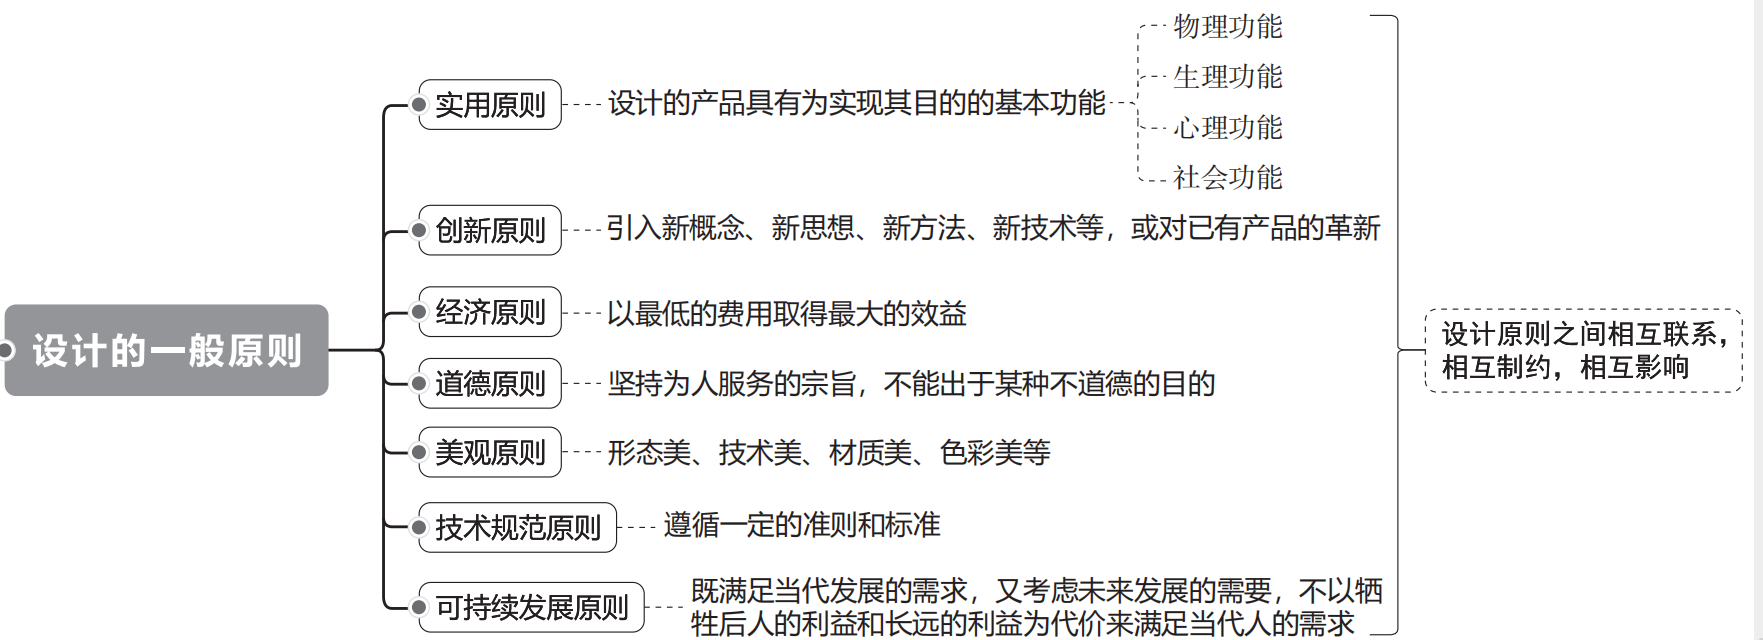 设计的一般原则
实用原则
设计的产品具有为实现其目的的基本功能
物理功能
生理功能
心理功能
社会功能
创新原则
引入新概念、新思想、新方法、新技术等，或对已有产品的革新
经济原则
以最低的费用取得最大的效益
道德原则
坚持为人服务的宗旨，不能出于某种不道德的目的
美观原则
形态美、技术美、材质美、色彩美等
技术规范原则
遵循一定的准则和标准
可持续发展原则
既满足当代发展的需求，又考虑未来发展的需要，不以牺
牲后人的利益和长远的利益为代价来满足当代人的需求
设计原则之间相互联系，
相互制约，相互影响